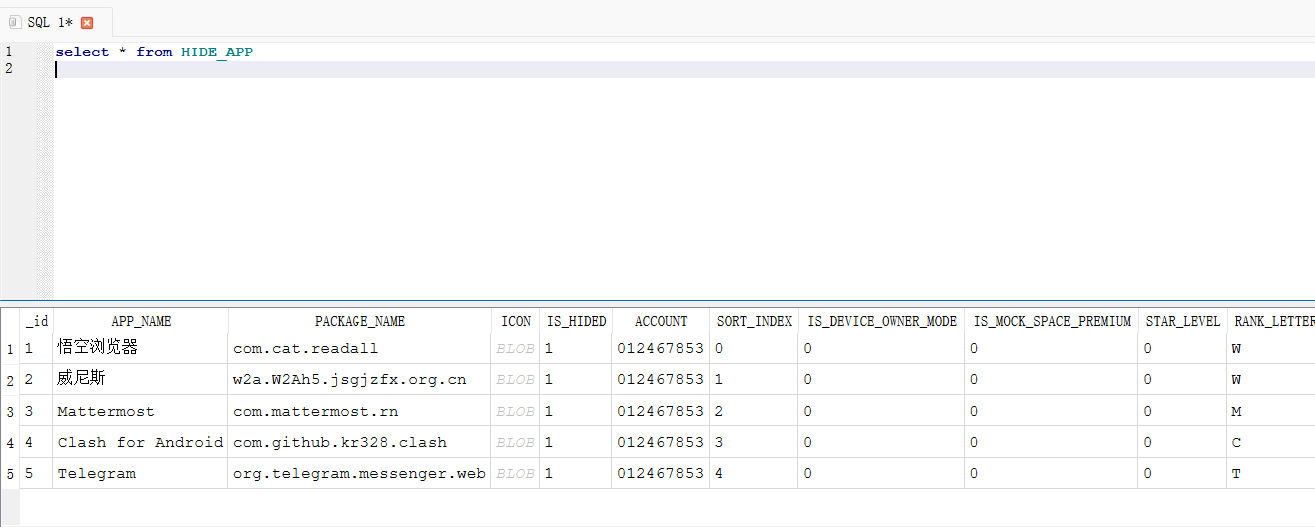 SQL 1*
1 select * from HIDE_APP
2
_id APP_NAME PACKAGE_NAME ICON IS_HIDED ACCOUNT SORT_INDEX IS_DEVICE_OWNER_MODE IS_MOCK_SPACE_PREMIUM STAR_LEVEL RANK_LETTER
1 1 悟空浏览器 com.cat.readall BLOB 1 012467853 0 0 0 0 W
2 2 威尼斯 w2a.W2Ah5.jsgjzfx.org.cn BLOB 1 012467853 1 0 0 0 W
3 3 Mattermost com.mattermost.rn BLOB 1 012467853 2 0 0 0 M
4 4 Clash for Android com.github.kr328.clash BLOB 1 012467853 3 0 0 0 C
5 5 Telegram org.telegram.messenger.web BLOB 1 012467853 4 0 0 0 T